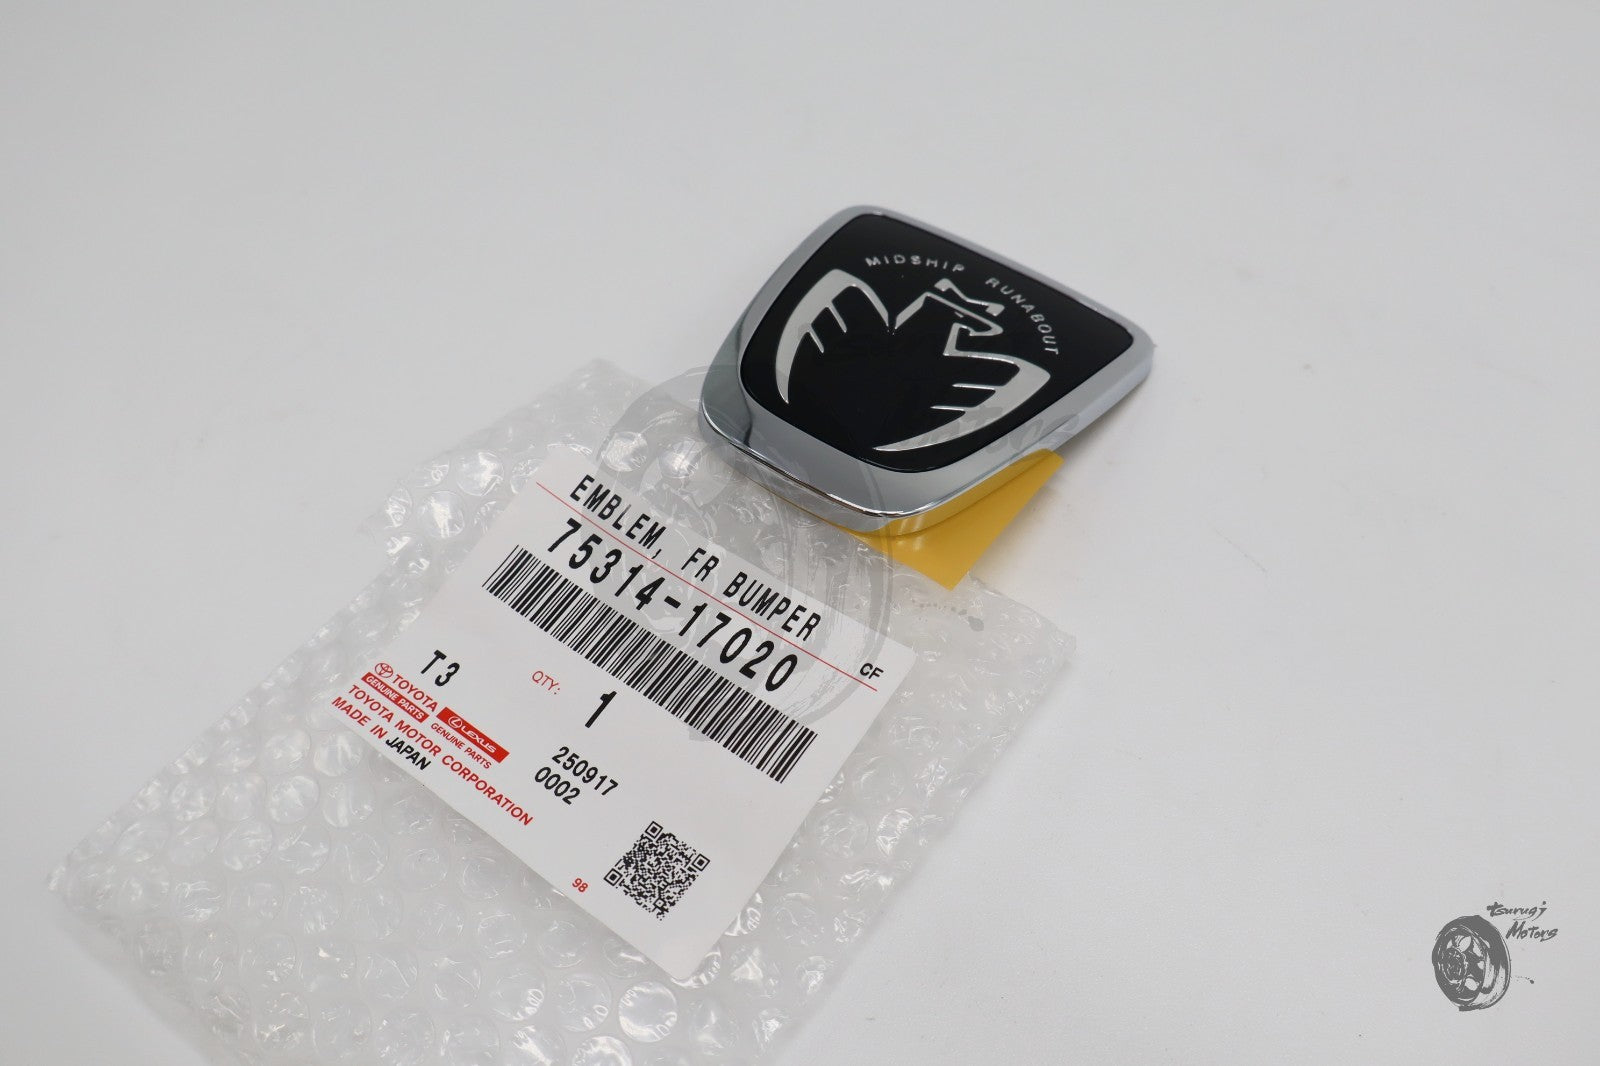 MIDSHIP RUNABOUT
EMBLEM, FR BUMPER
75314-17020
CF
T3
QTY:
1
TOYOTA
GENUINE PARTS
LEXUS
GENUINE PARTS
TOYOTA MOTOR CORPORATION
MADE IN JAPAN
250917
0002
98
tsurugi
Motors